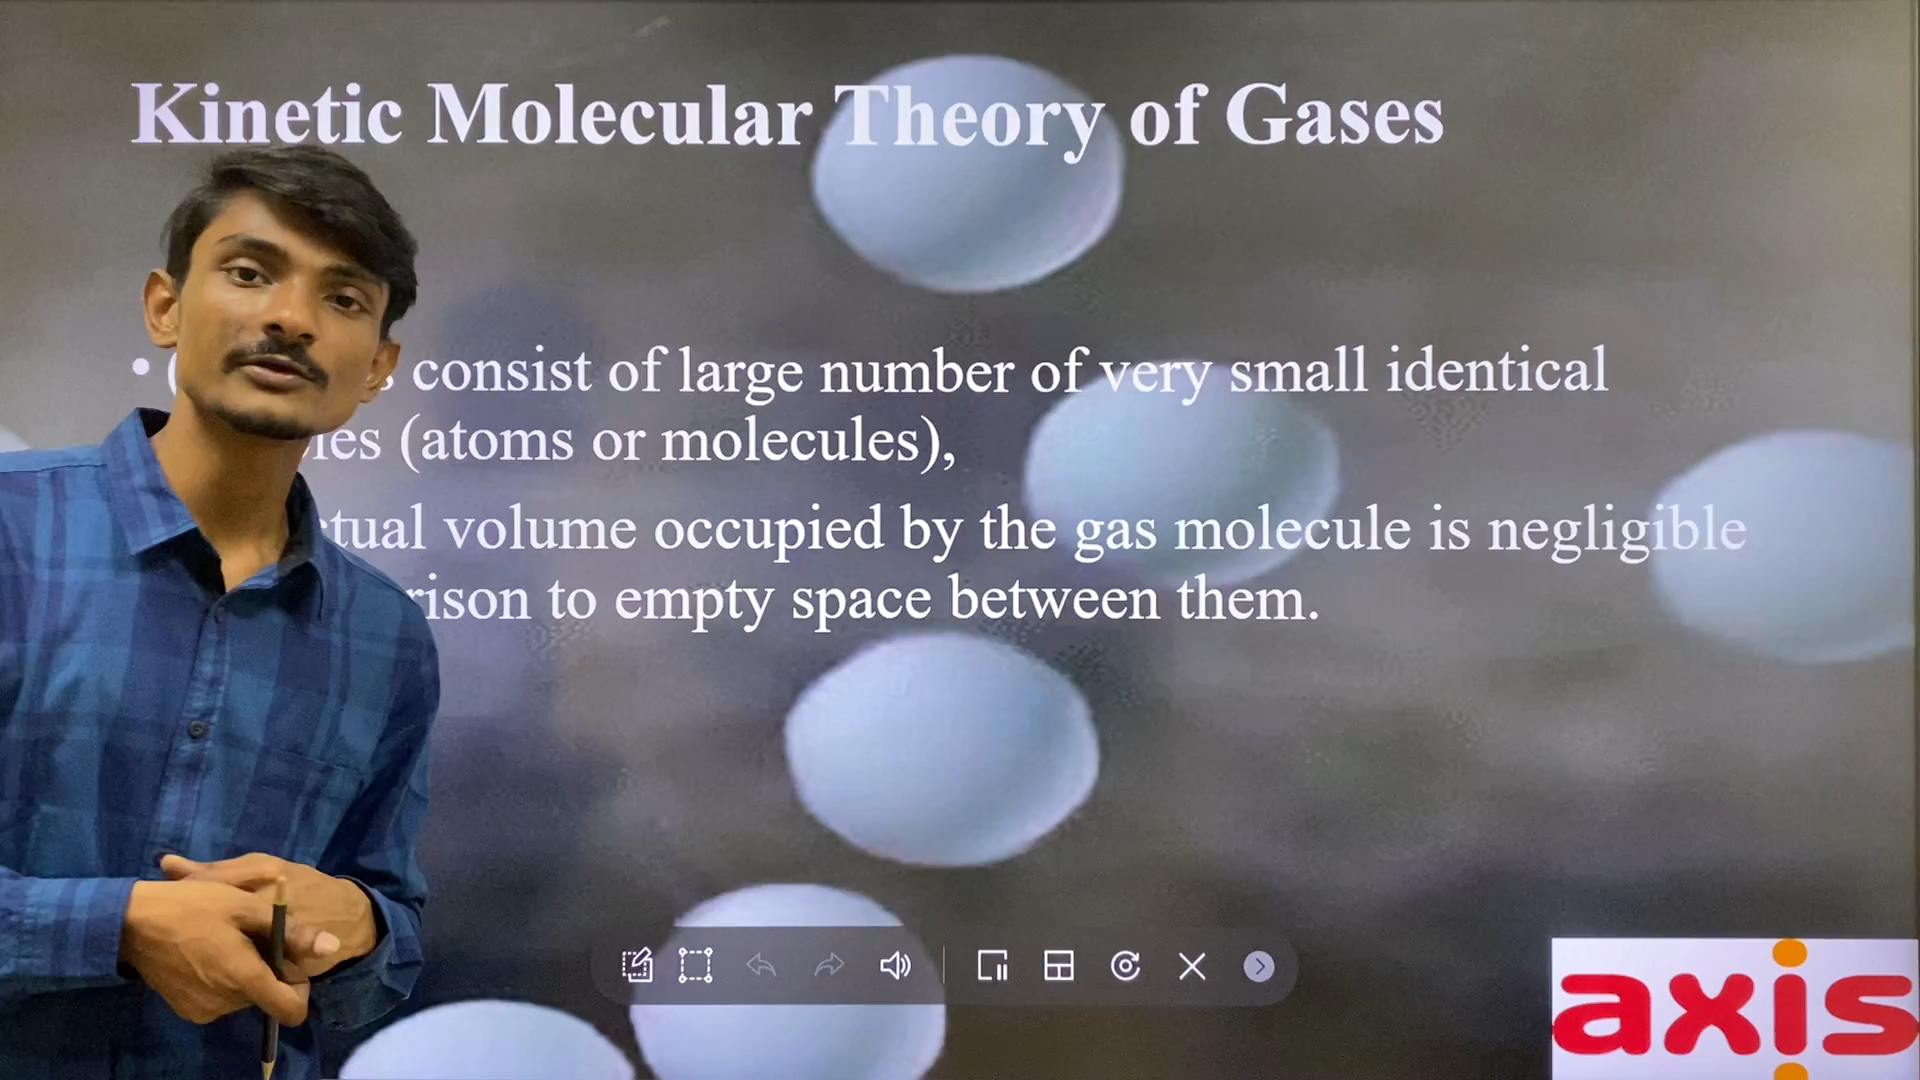 Kinetic Molecular Theory of Gases
• consist of large number of very small identical
(atoms or molecules),
volume occupied by the gas molecule is negligible
to empty space between them.
axis